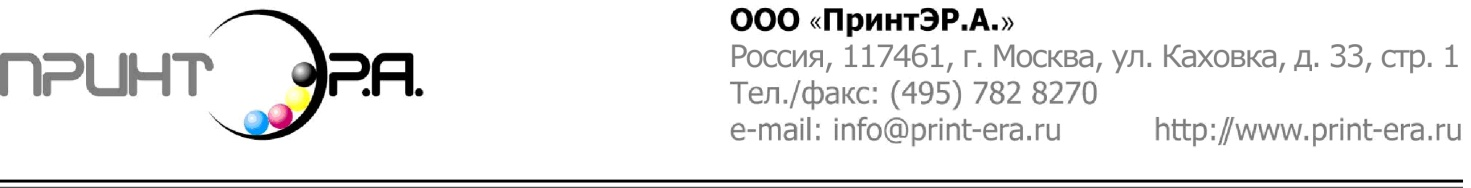 ПРИНТ ЭР.А.
ООО «ПринтЭР.А.»
Россия, 117461, г. Москва, ул. Каховка, д. 33, стр. 1
Тел./факс: (495) 782 8270
e-mail: info@print-era.ru http://www.print-era.ru